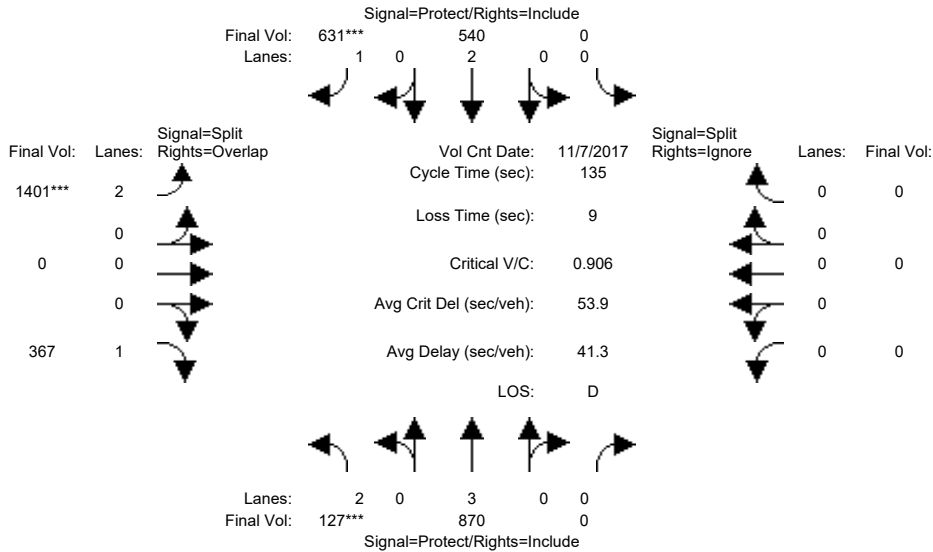 Signal=Protect/Rights=Include
Final Vol: 631*** 540 0
Lanes: 1 0 2 0 0
Signal=Split
Final Vol: Lanes: Rights=Overlap
Vol Cnt Date: 11/7/2017
Signal=Split
Rights=Ignore Lanes: Final Vol:
Cycle Time (sec): 135
1401*** 2 0 0
Loss Time (sec): 9
0 0
0 0 Critical V/C: 0.906 0 0
0 Avg Crit Del (sec/veh): 53.9 0
367 1 Avg Delay (sec/veh): 41.3 0 0
LOS: D
Lanes: 2 0 3 0 0
Final Vol: 127*** 870 0
Signal=Protect/Rights=Include